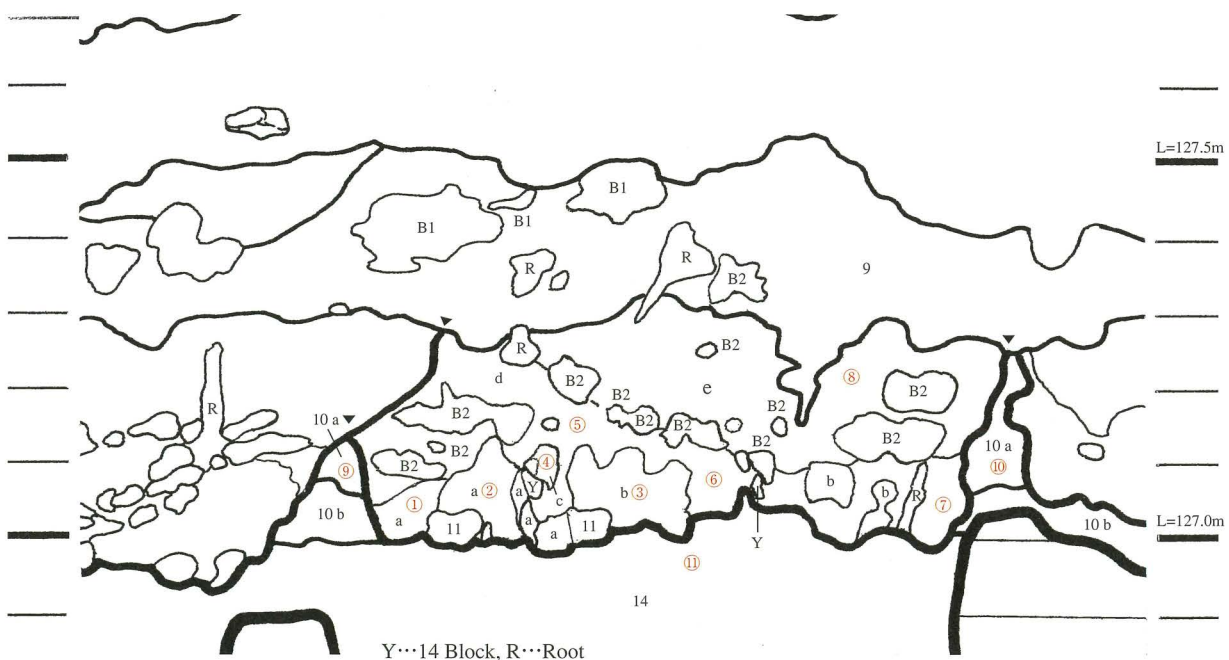 L=127.5m
B1
B1
B1
R
R
B2
9
R
B2
d
B2
e
⑧
B2
B2
R
B2
⑤
B2
B2
B2
10 a
B2
B2
④
10 a
⑨
a
②
a
Y
⑥
⑩
①
c
b
③
b
b
R
⑦
10 b
a
11
a
a
11
10 b
L=127.0m
Y
⑪
14
Y⋯14 Block, R⋯Root